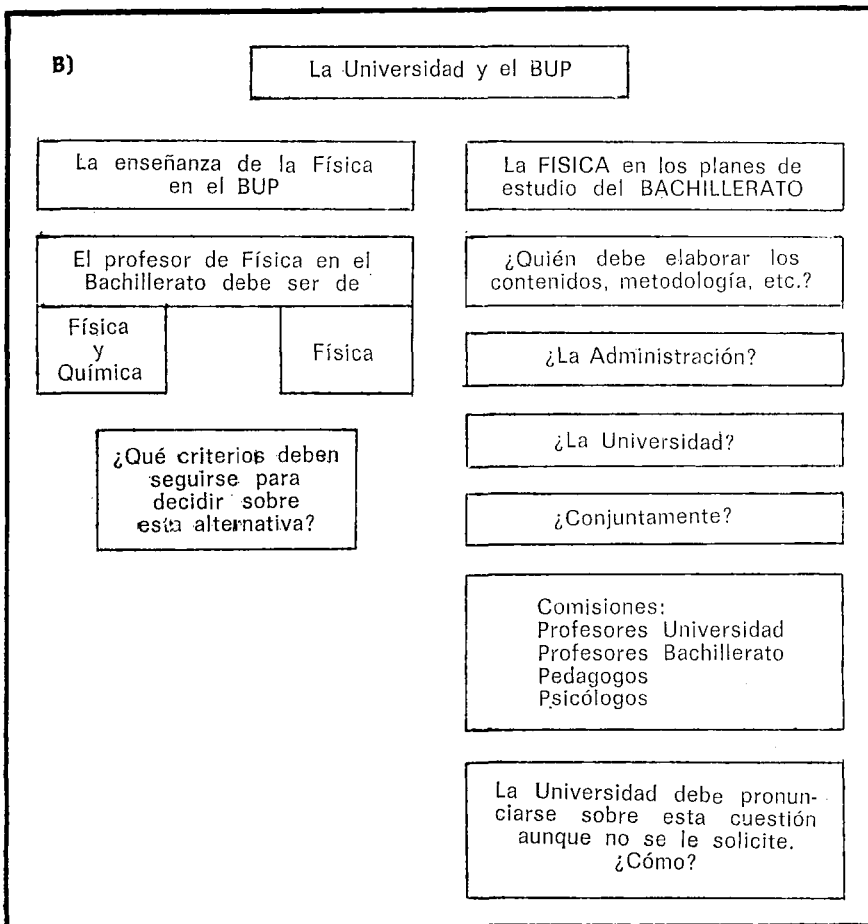 B)
La Universidad y el BUP
La enseñanza de la Física
en el BUP
El profesor de Física en el
Bachillerato debe ser de
Física
y
Química
Física
¿Qué criterios deben
seguirse para
decidir sobre
esta alternativa?
La FISICA en los planes de
estudio del BACHILLERATO
¿Quién debe elaborar los
contenidos, metodología, etc.?
¿La Administración?
¿La Universidad?
¿Conjuntamente?
Comisiones:
Profesores Universidad
Profesores Bachillerato
Pedagogos
Psicólogos
La Universidad debe pronun-
ciarse sobre esta cuestión
aunque no se le solicite.
¿Cómo?